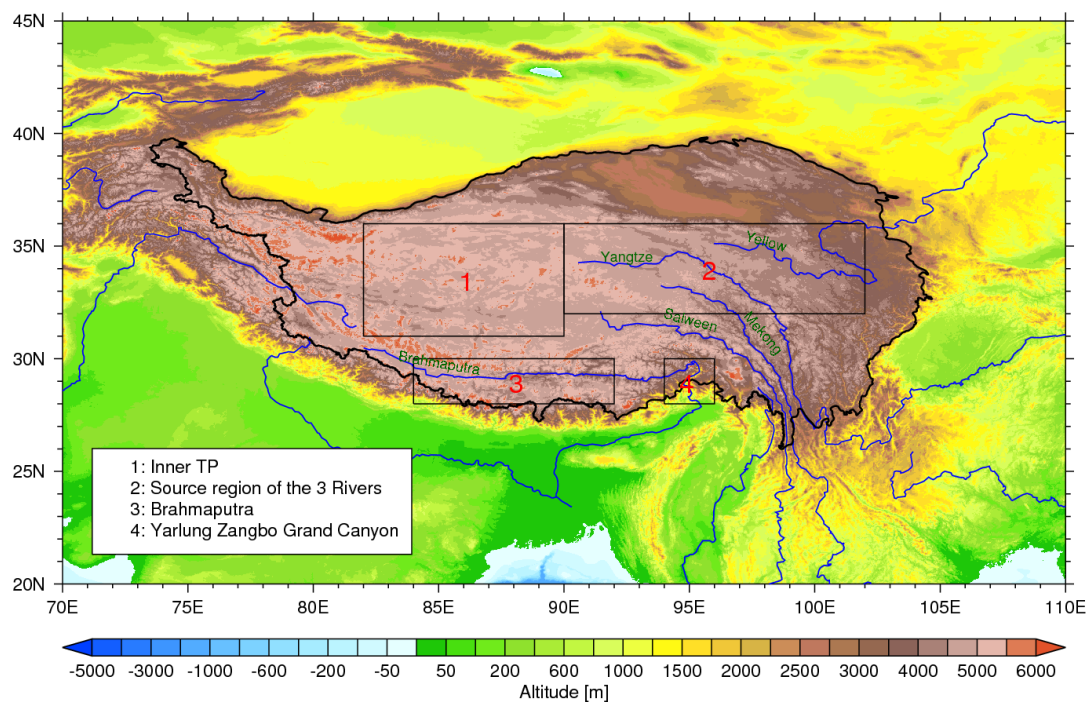 45N
40N
35N
30N
25N
20N
Yellow
Yangtze
2
1
Salween
Mekong
Brahmaputra
3
4
1: Inner TP
2: Source region of the 3 Rivers
3: Brahmaputra
4: Yarlung Zangbo Grand Canyon
70E 75E 80E 85E 90E 95E 100E 105E 110E
-5000 -3000 -1000 -600 -200 -50 50 200 600 1000 1500 2000 2500 3000 4000 5000 6000
Altitude [m]